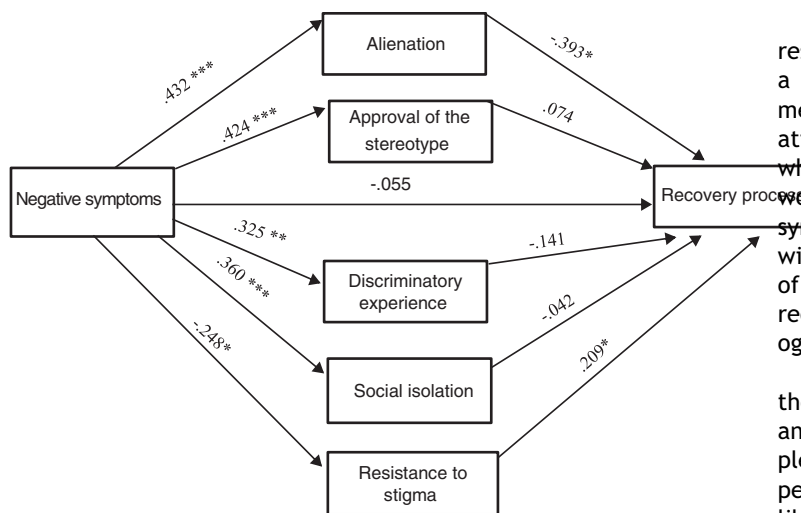 Alienation
.432 ***
-.393*
Approval of the
stereotype
.424 ***
.074
Negative symptoms
-.055
Recovery process
.325 **
-.141
Discriminatory
experience
.360 ***
-.042
Social isolation
-.248*
.209*
Resistance to
stigma
a
of